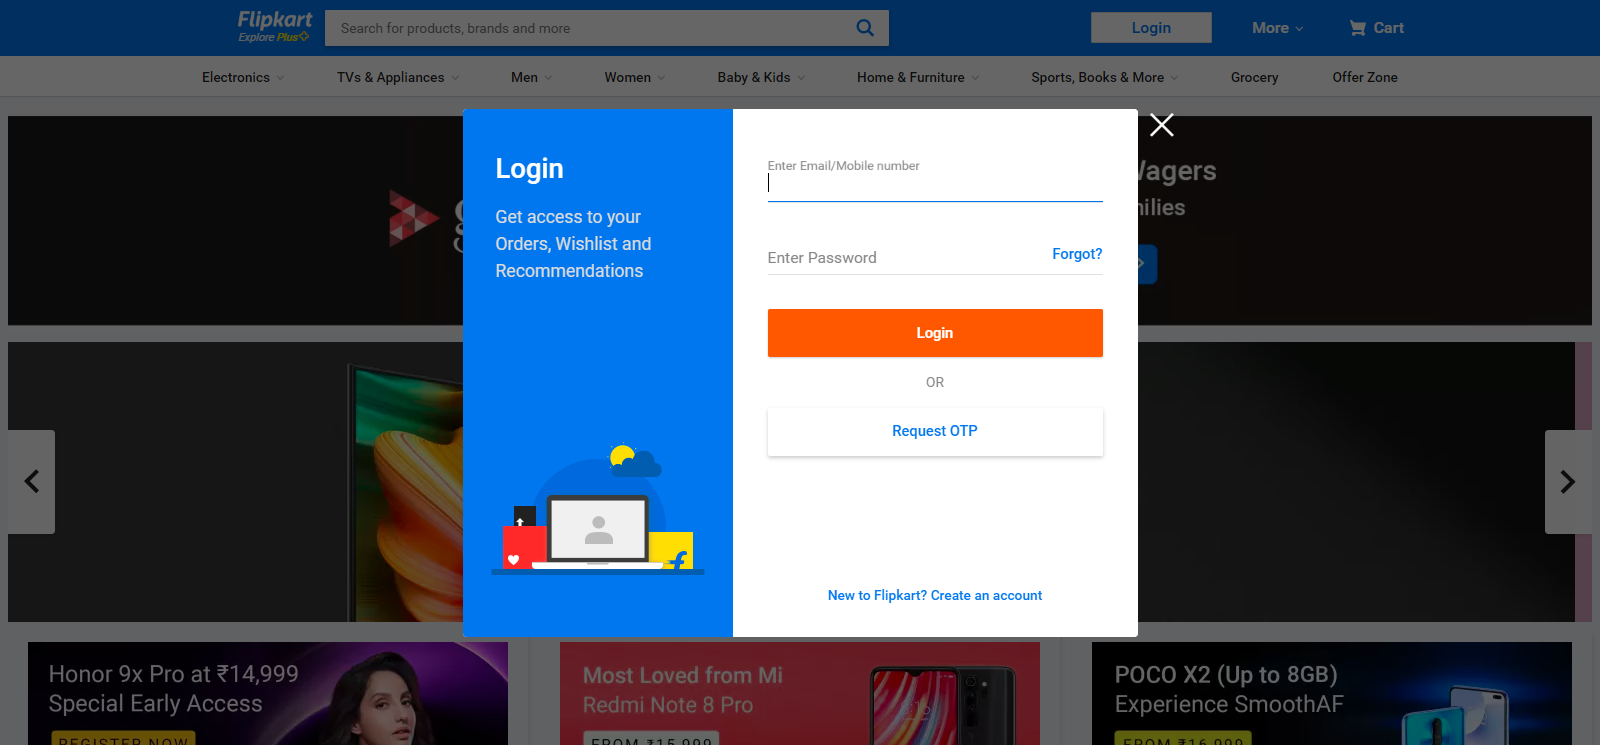 Flipkart
Explore Plus
Search for products, brands and more
Login
More
Cart
Electronics
TVs & Appliances
Men
Women
Baby & Kids
Home & Furniture
Sports, Books & More
Grocery
Offer Zone
Login
Get access to your
Orders, Wishlist and
Recommendations
Enter Email/Mobile number
Enter Password
Forgot?
Login
OR
Request OTP
New to Flipkart? Create an account
Honor 9x Pro at ₹14,999
Special Early Access
REGISTER NOW
Most Loved from Mi
Redmi Note 8 Pro
FROM ₹15,999
POCO X2 (Up to 8GB)
Experience SmoothAF
FROM ₹16,999